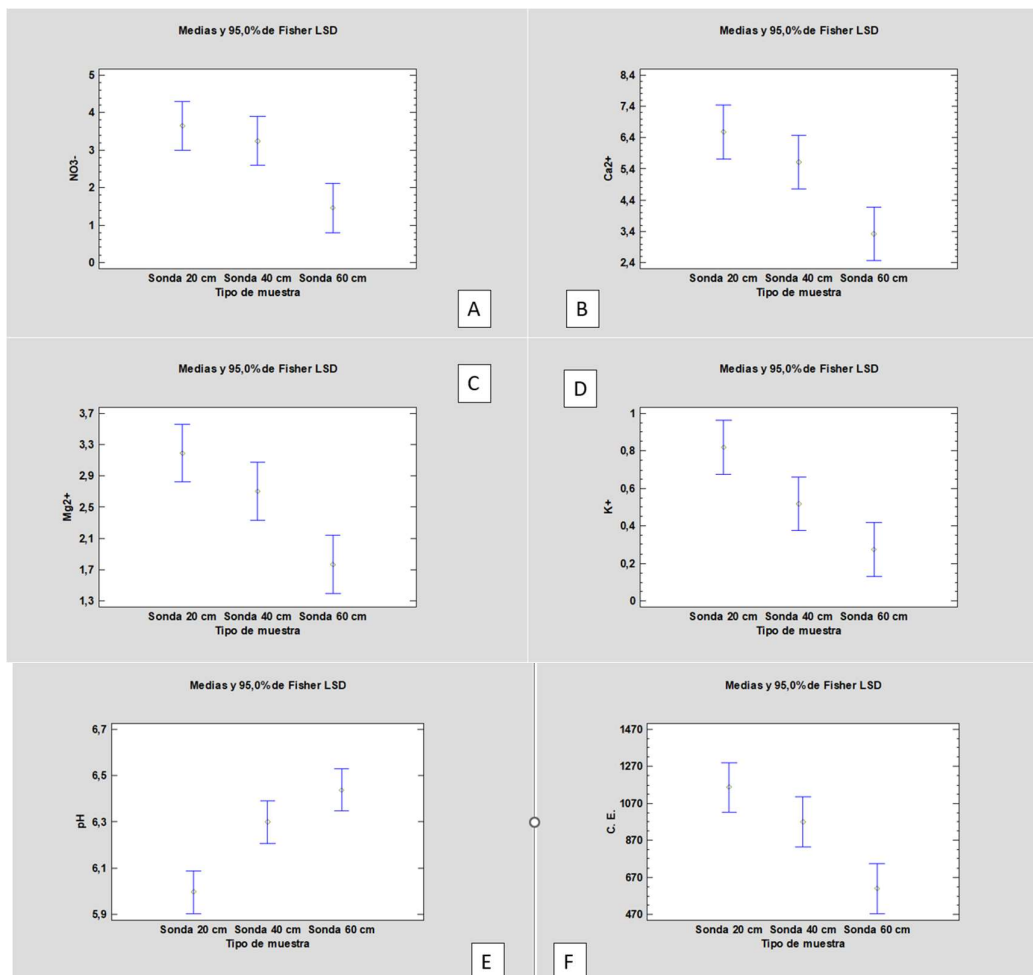 Medias y 95,0% de Fisher LSD
NO3-
5
4
3
2
1
0
Sonda 20 cm Sonda 40 cm Sonda 60 cm
Tipo de muestra
A
Medias y 95,0% de Fisher LSD
Ca2+
8,4
7,4
6,4
5,4
4,4
3,4
2,4
Sonda 20 cm Sonda 40 cm Sonda 60 cm
Tipo de muestra
B
Medias y 95,0% de Fisher LSD
C
Mg2+
3,7
3,3
2,9
2,5
2,1
1,7
1,3
Sonda 20 cm Sonda 40 cm Sonda 60 cm
Tipo de muestra
Medias y 95,0% de Fisher LSD
D
K+
1
0,8
0,6
0,4
0,2
0
Sonda 20 cm Sonda 40 cm Sonda 60 cm
Tipo de muestra
Medias y 95,0% de Fisher LSD
pH
6,7
6,5
6,3
6,1
5,9
Sonda 20 cm Sonda 40 cm Sonda 60 cm
Tipo de muestra
E
Medias y 95,0% de Fisher LSD
C. E.
1470
1270
1070
870
670
470
Sonda 20 cm Sonda 40 cm Sonda 60 cm
Tipo de muestra
F